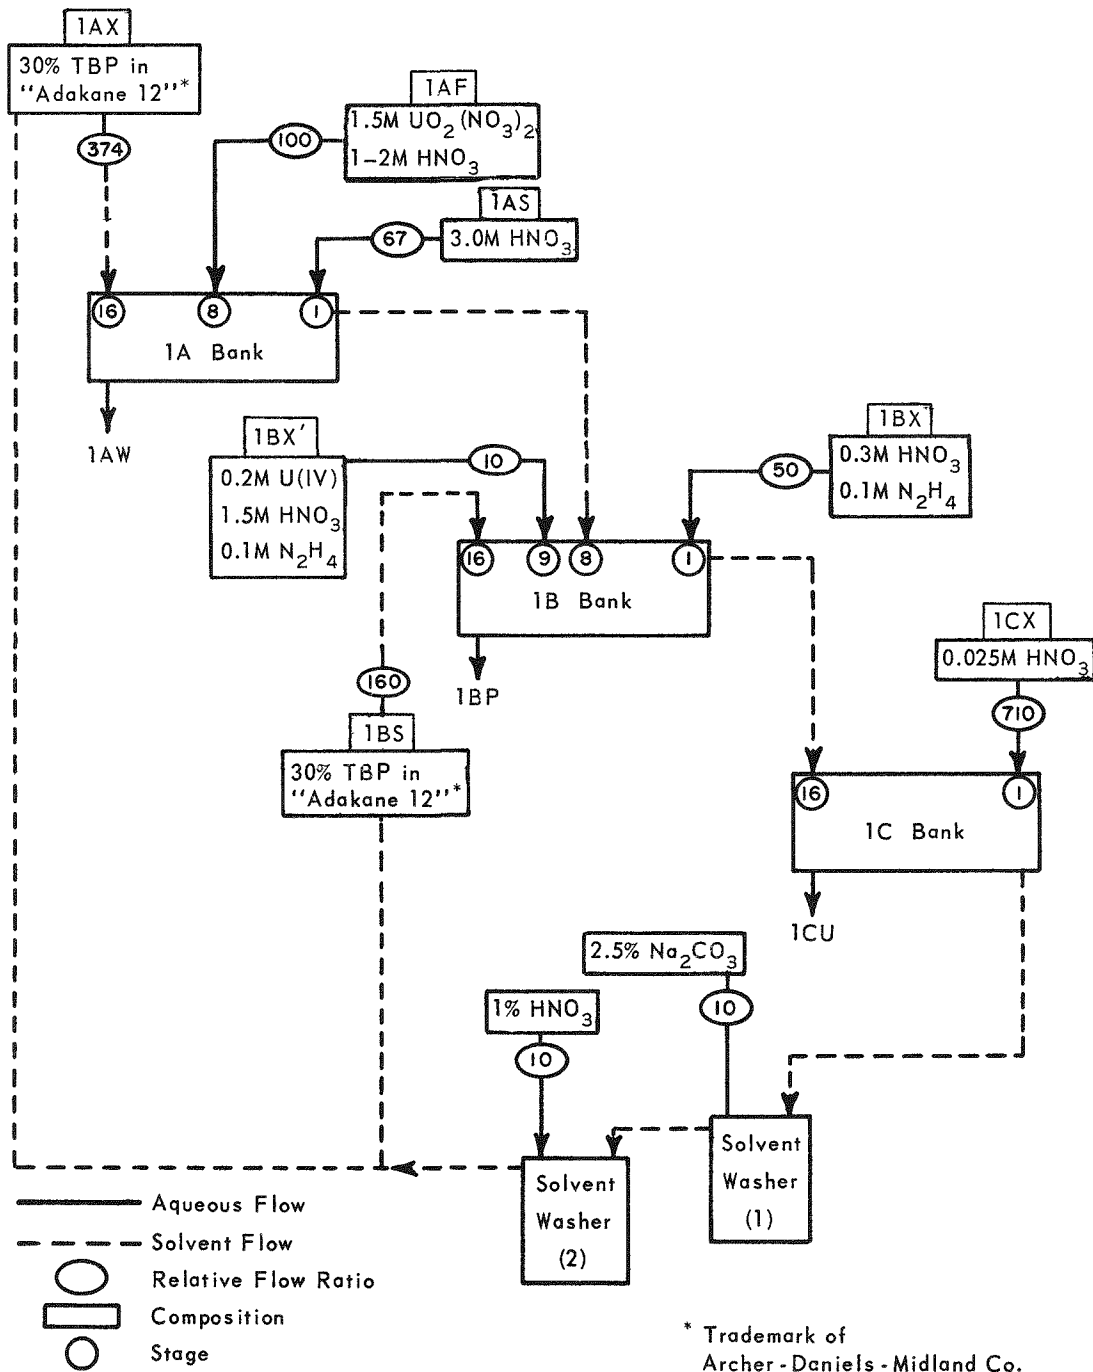 1AX
30% TBP in
"Adakane 12"*
374
1AF
1.5M UO₂(NO₃)₂
1–2M HNO₃
100
1AS
3.0M HNO₃
67
16
8
1
1A Bank
1AW
1BX′
0.2M U(IV)
1.5M HNO₃
0.1M N₂H₄
10
1BX
0.3M HNO₃
0.1M N₂H₄
50
16
9
8
1
1B Bank
1BP
160
1BS
30% TBP in
"Adakane 12"*
1CX
0.025M HNO₃
710
16
1
1C Bank
1CU
2.5% Na₂CO₃
10
1% HNO₃
10
Solvent
Washer
(1)
Solvent
Washer
(2)
Aqueous Flow
Solvent Flow
Relative Flow Ratio
Composition
Stage
* Trademark of
Archer - Daniels - Midland Co.